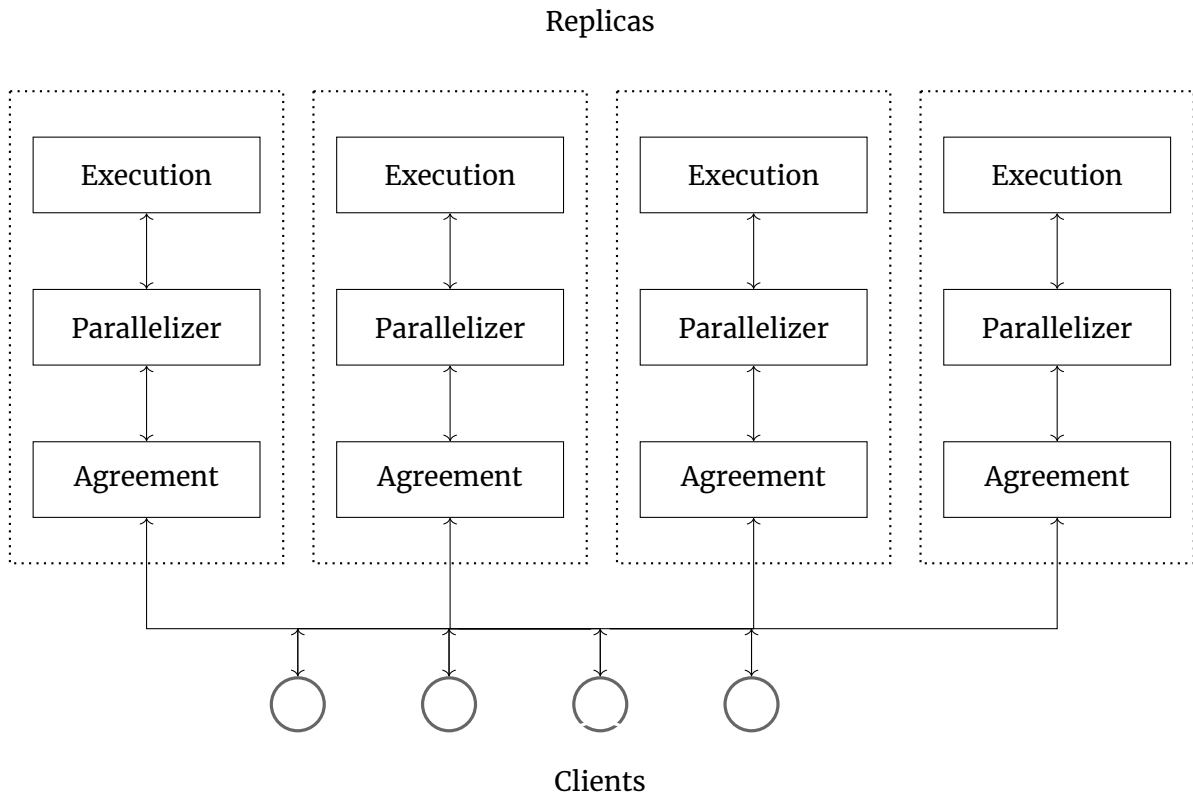 Replicas
Execution Execution Execution Execution
Parallelizer Parallelizer Parallelizer Parallelizer
Agreement Agreement Agreement Agreement
Clients